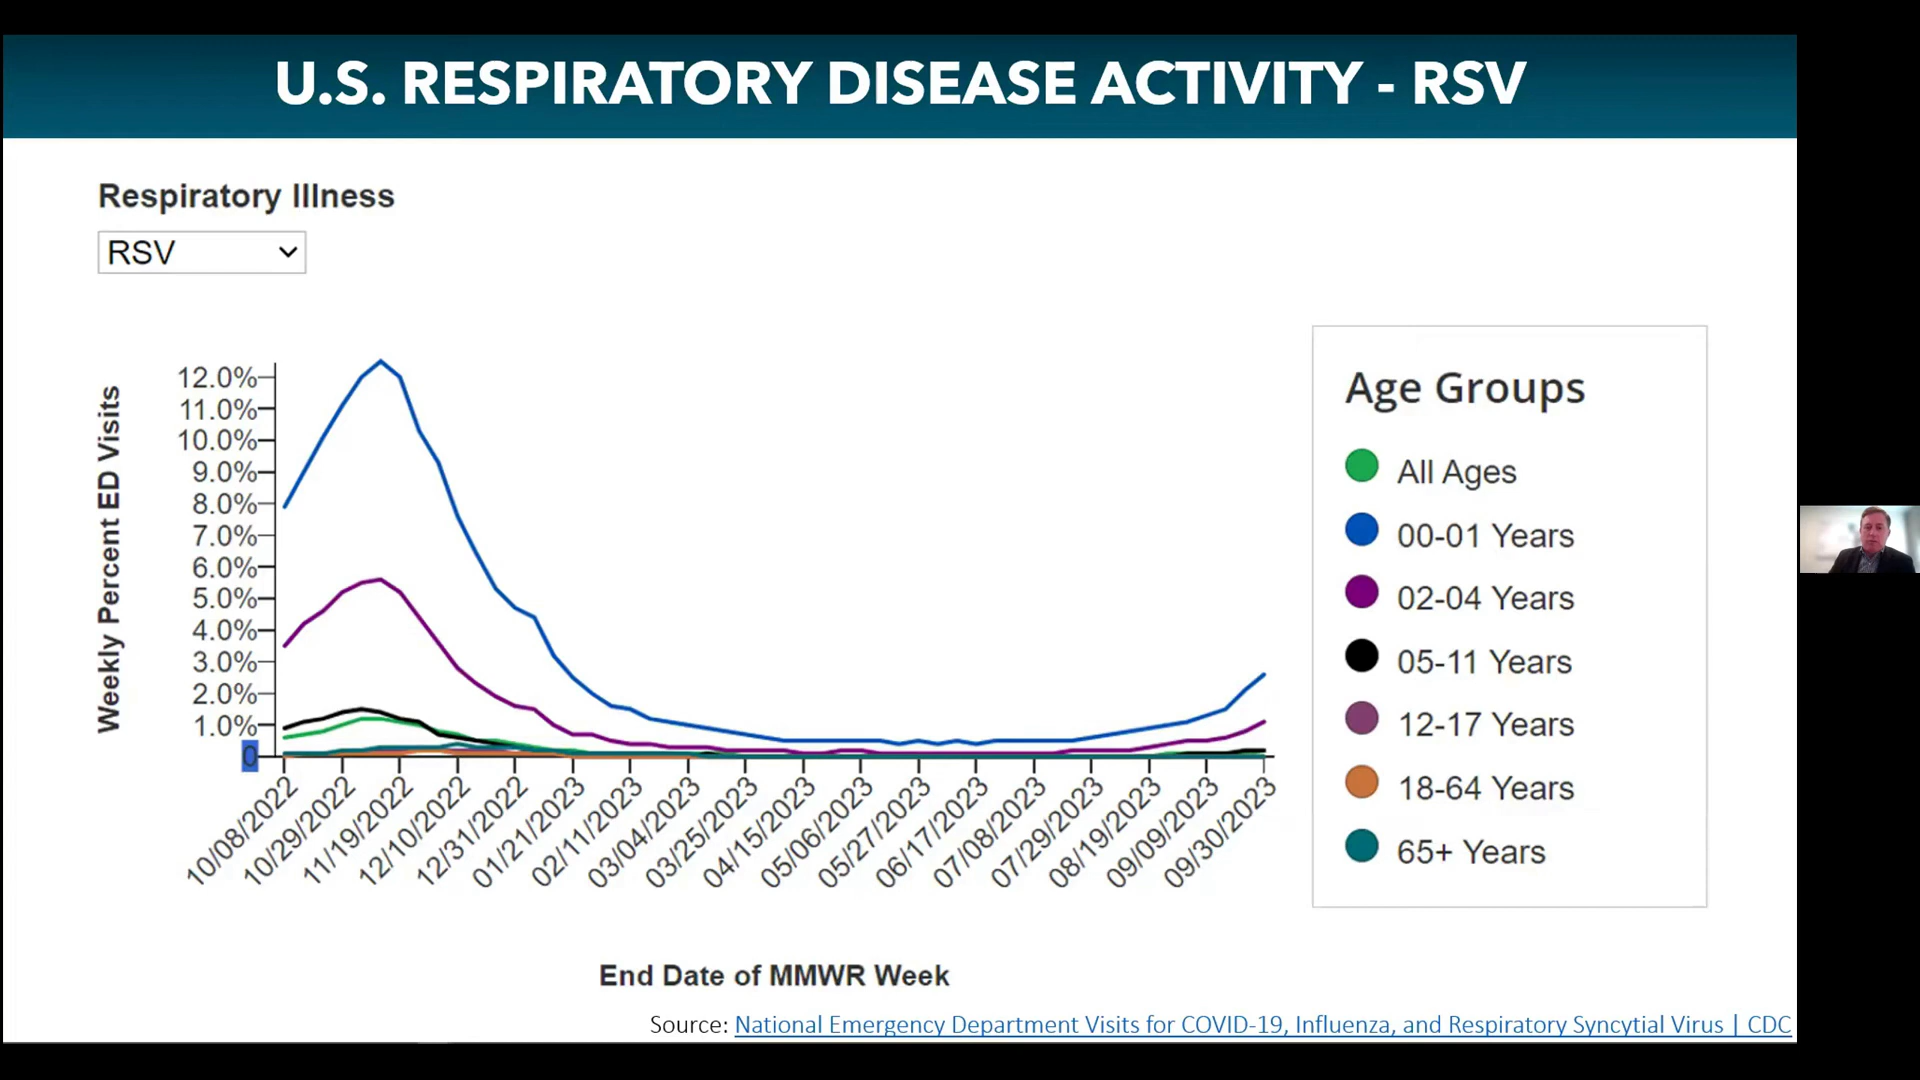 U.S. RESPIRATORY DISEASE ACTIVITY - RSV
Respiratory Illness
RSV
Weekly Percent ED Visits
12.0%
11.0%
10.0%
9.0%
8.0%
7.0%
6.0%
5.0%
4.0%
3.0%
2.0%
1.0%
0
10/08/2022
10/29/2022
11/19/2022
12/10/2022
12/31/2022
01/21/2023
02/11/2023
03/04/2023
03/25/2023
04/15/2023
05/06/2023
05/27/2023
06/17/2023
07/08/2023
07/29/2023
08/19/2023
09/09/2023
09/30/2023
End Date of MMWR Week
Age Groups
All Ages
00-01 Years
02-04 Years
05-11 Years
12-17 Years
18-64 Years
65+ Years
Source: National Emergency Department Visits for COVID-19, Influenza, and Respiratory Syncytial Virus | CDC